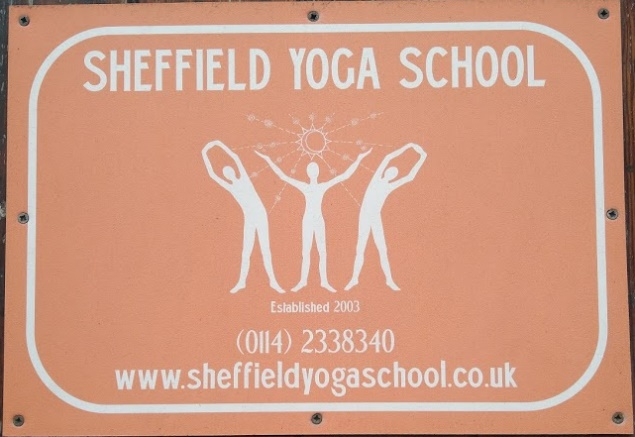 SHEFFIELD YOGA SCHOOL
Established 2003
(0114) 2338340
www.sheffieldyogaschool.co.uk